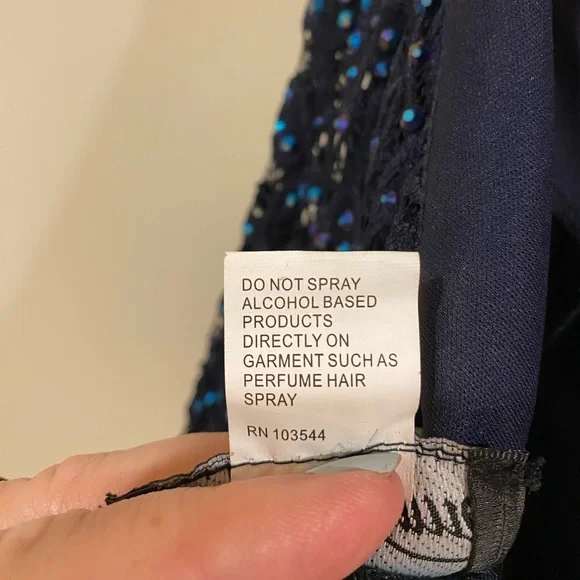 DO NOT SPRAY
ALCOHOL BASED
PRODUCTS
DIRECTLY ON
GARMENT SUCH AS
PERFUME HAIR
SPRAY
RN 103544